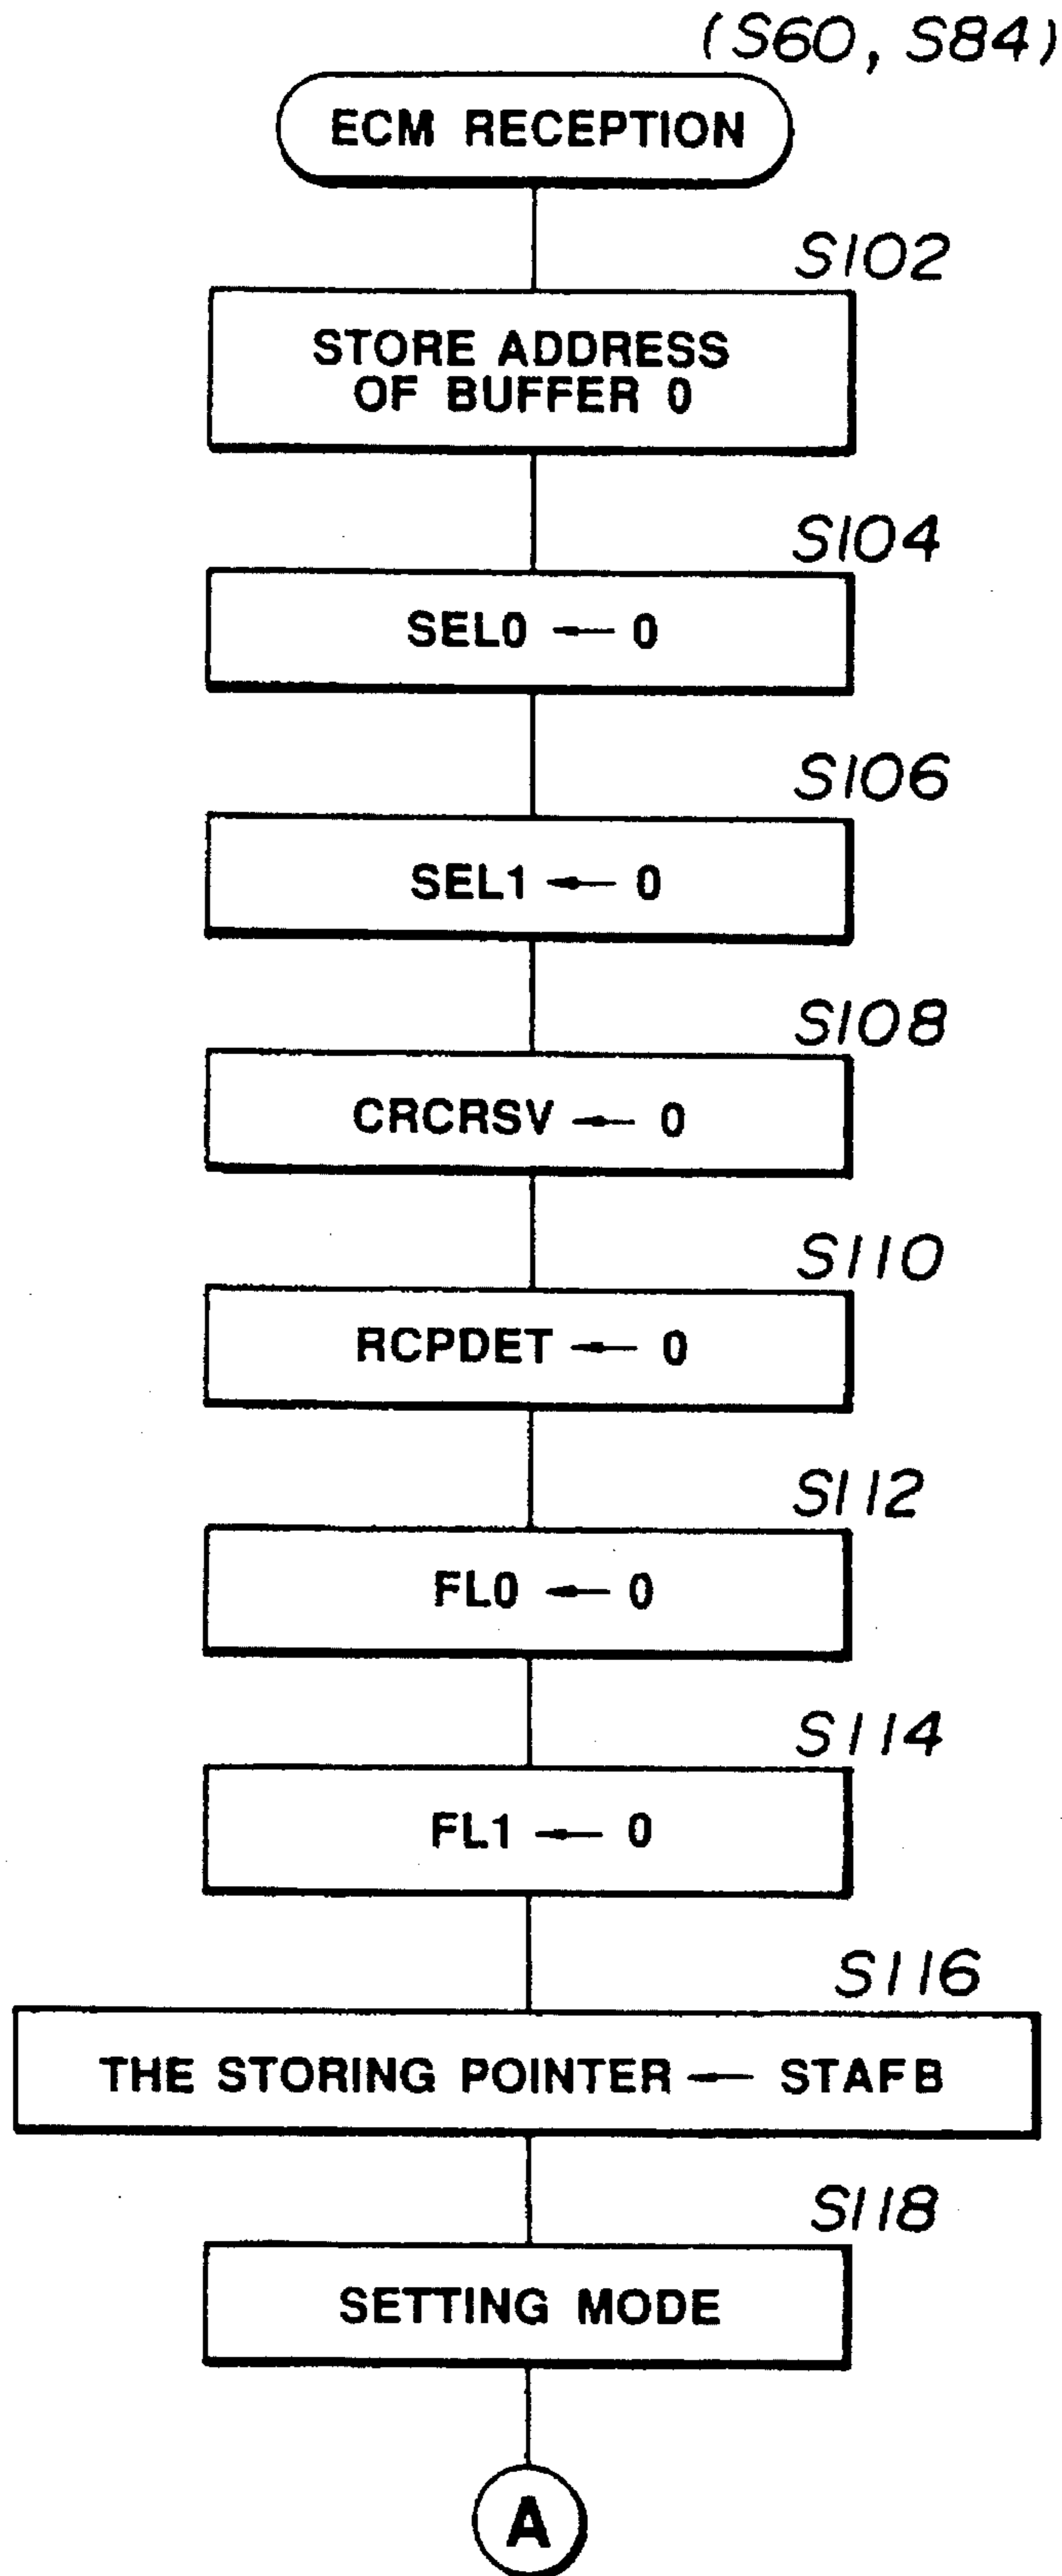 (S60, S84)
ECM RECEPTION
S102
STORE ADDRESS
OF BUFFER 0
S104
SEL0 ← 0
S106
SEL1 ← 0
S108
CRCRSV ← 0
S110
RCPDET ← 0
S112
FL0 ← 0
S114
FL1 ← 0
S116
THE STORING POINTER ← STAFB
S118
SETTING MODE
A